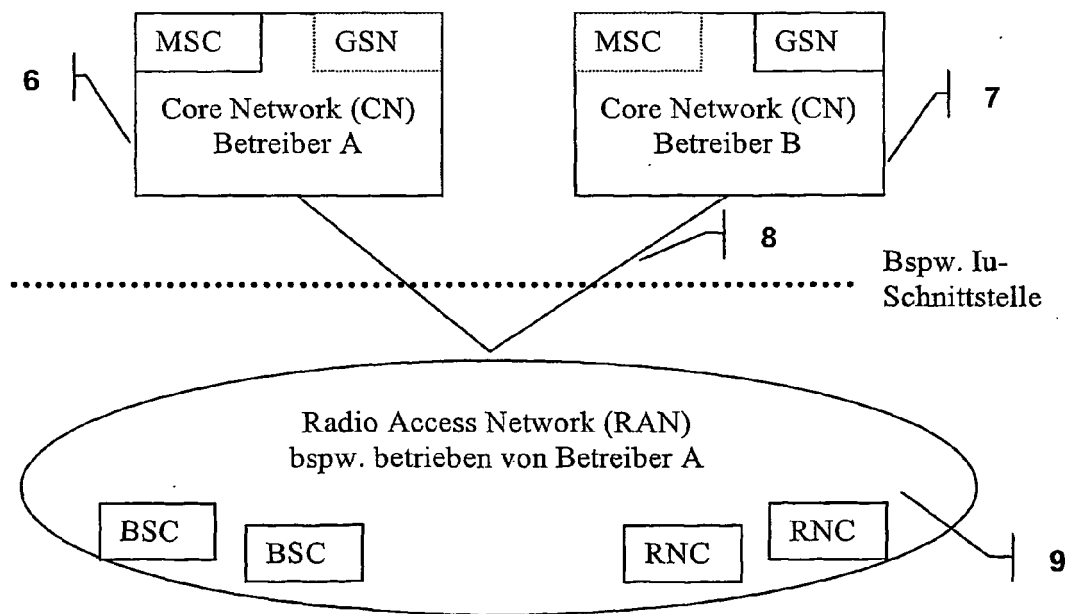 MSC
GSN
MSC
GSN
6
Core Network (CN)
Betreiber A
Core Network (CN)
Betreiber B
7
8
Bspw. Iu-
Schnittstelle
Radio Access Network (RAN)
bspw. betrieben von Betreiber A
BSC
BSC
RNC
RNC
9